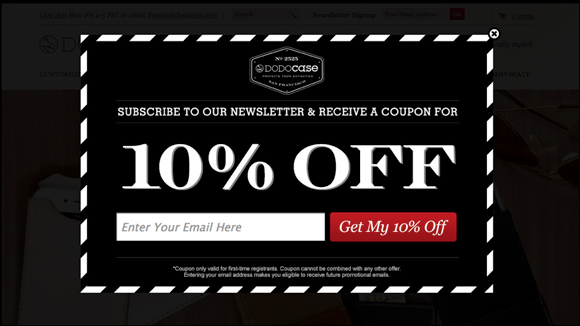 Nº 2525
DODOCASE
PROTECTS FROM EXTINCTION
SAN FRANCISCO
SUBSCRIBE TO OUR NEWSLETTER & RECEIVE A COUPON FOR
10% OFF
Enter Your Email Here
Get My 10% Off
*Coupon only valid for first-time registrants. Coupon cannot be combined with any other offer.
Entering your email address makes you eligible to receive future promotional emails.